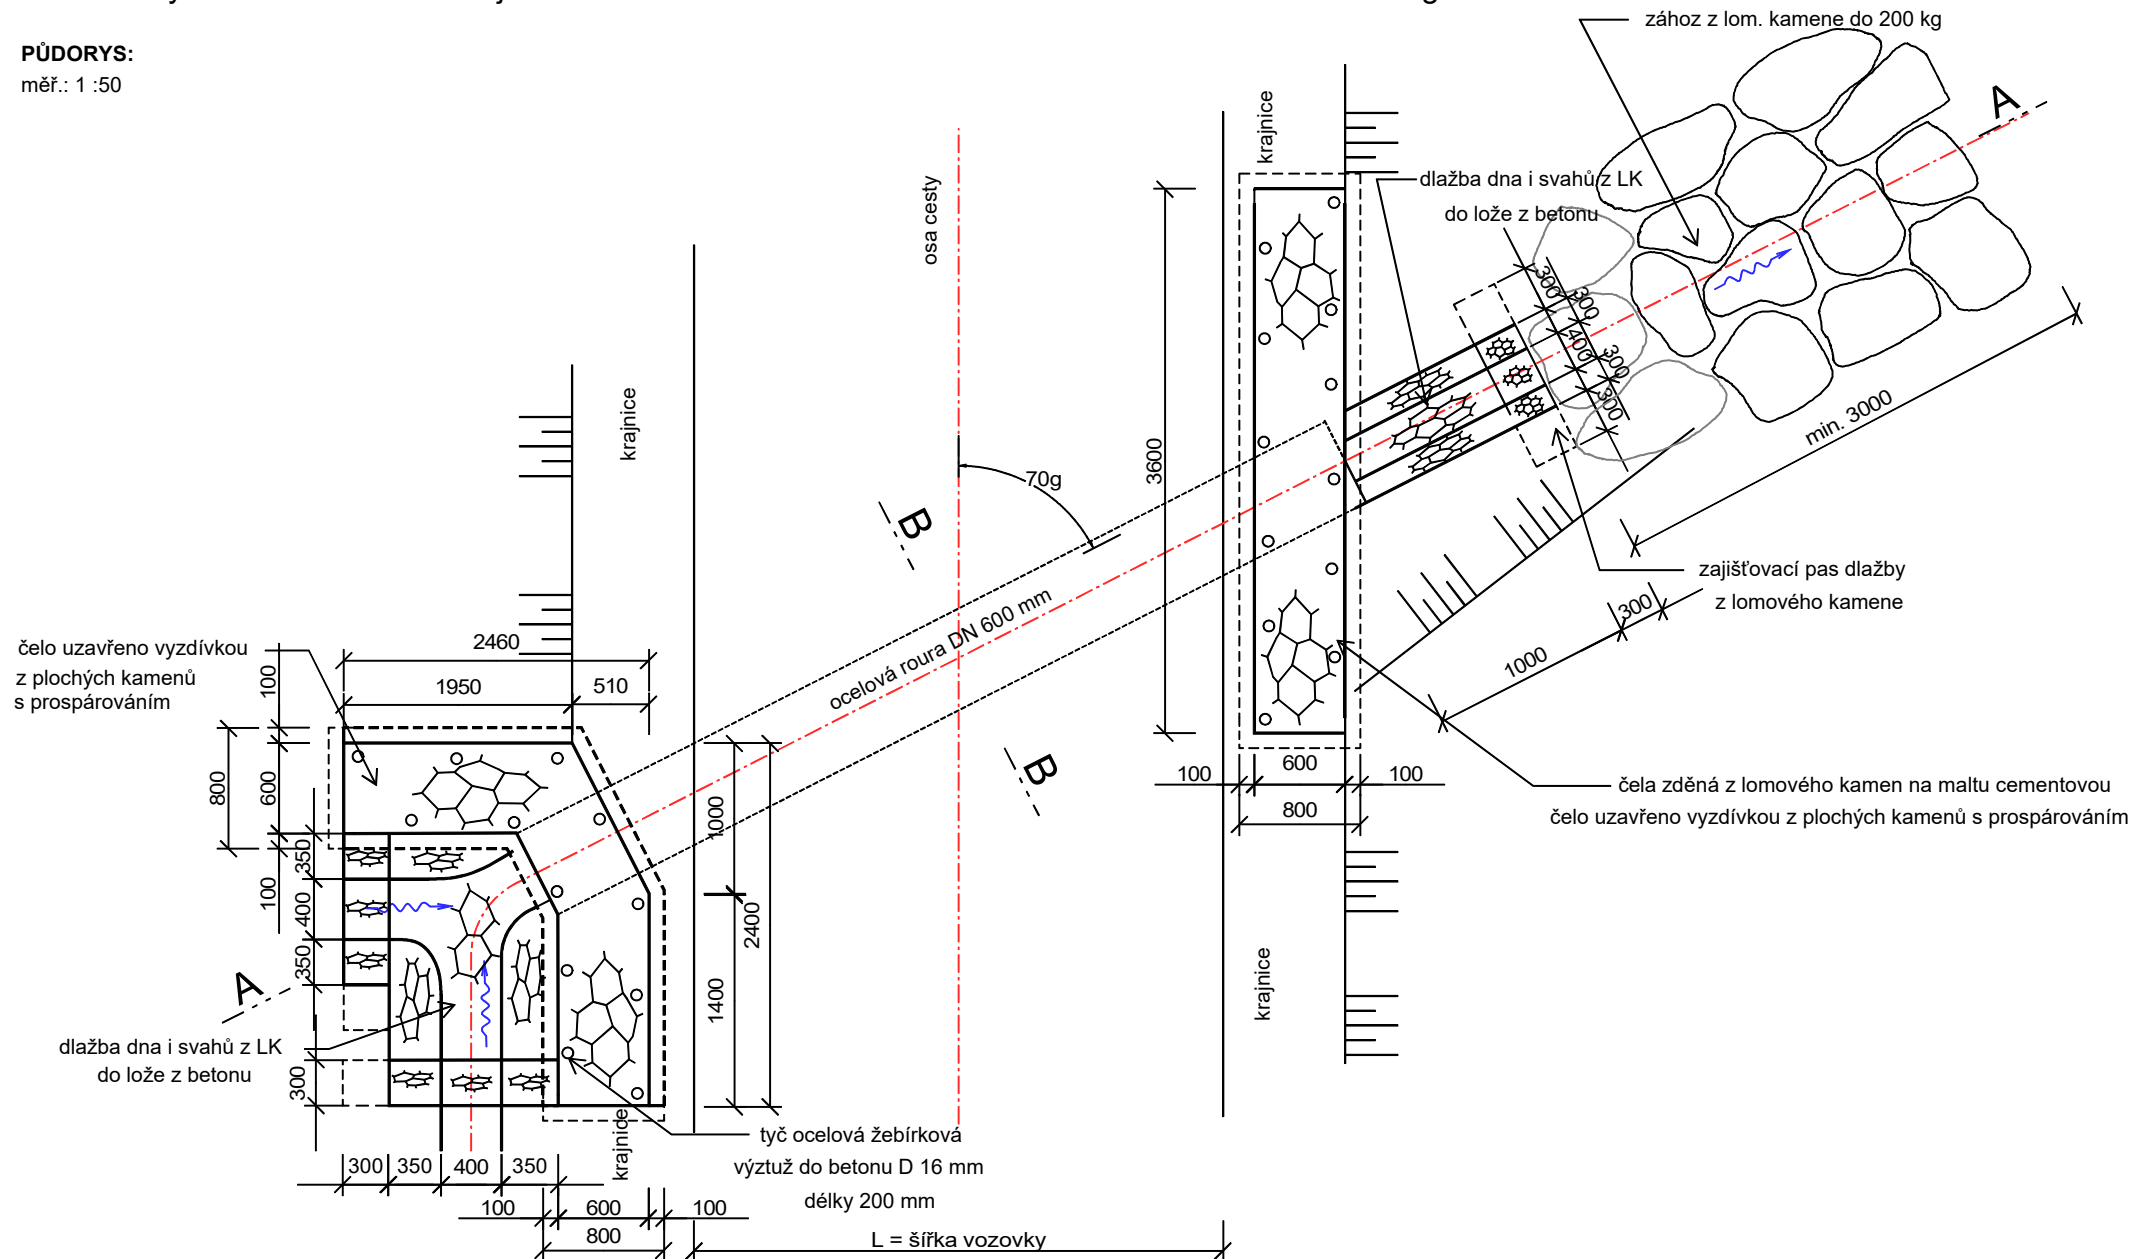 PŮDORYS:
měř.: 1 :50
zához z lom. kamene do 200 kg
krajnice
A
dlažba dna i svahů z LK
do lože z betonu
osa cesty
300
300
400
300
300
min. 3000
krajnice
3600
70g
B
zajišťovací pas dlažby
z lomového kamene
300
1000
ocelová roura DN 600 mm
čelo uzavřeno vyzdívkou
z plochých kamenů
s prospárováním
2460
1950
510
100
800
600
100
350
400
350
300
1000
2400
1400
B
100
600
100
800
čela zděná z lomového kamen na maltu cementovou
čelo uzavřeno vyzdívkou z plochých kamenů s prospárováním
A
dlažba dna i svahů z LK
do lože z betonu
krajnice
krajnice
tyč ocelová žebírková
výztuž do betonu D 16 mm
délky 200 mm
300
350
400
350
100
600
100
800
L = šířka vozovky